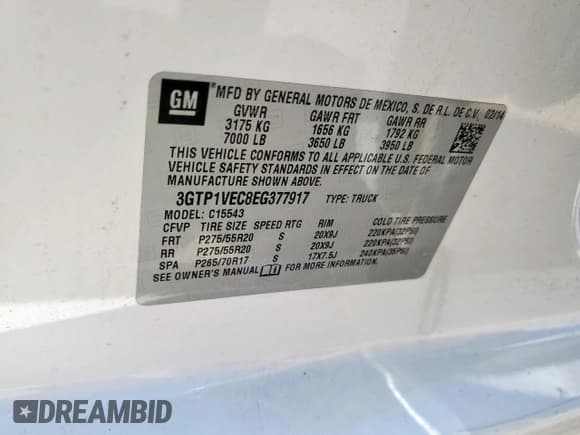 GM
MFD BY GENERAL MOTORS DE MEXICO, S. DE R.L. DE C.V. 02/14
GVWR GAWR FRT GAWR RR
3175 KG 1656 KG 1792 KG
7000 LB 3650 LB 3950 LB
THIS VEHICLE CONFORMS TO ALL APPLICABLE U.S. FEDERAL MOTOR
VEHICLE SAFETY STANDARDS IN EFFECT ON THE DATE OF
MANUFACTURE SHOWN ABOVE.
3GTP1VEC8EG377917 TYPE: TRUCK
MODEL: C15543
CFVP TIRE SIZE SPEED RTG RIM COLD TIRE PRESSURE
FRT P275/55R20 S 20X9J 220KPA(32PSI)
RR P275/55R20 S 20X9J 220KPA(32PSI)
SPA P265/70R17 S 17X7.5J 240KPA(35PSI)
SEE OWNER'S MANUAL FOR MORE INFORMATION.
DREAMBID